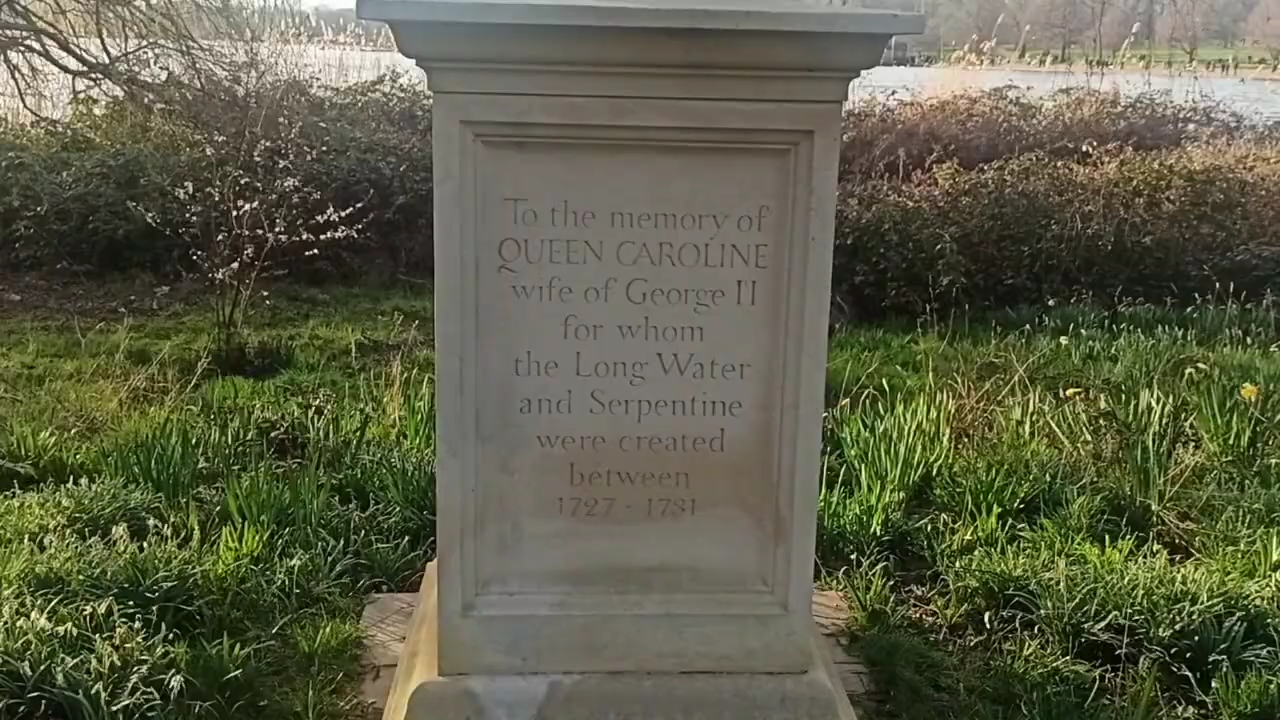 To the memory of
QUEEN CAROLINE
wife of George II
for whom
the Long Water
and Serpentine
were created
between
1727 - 1731